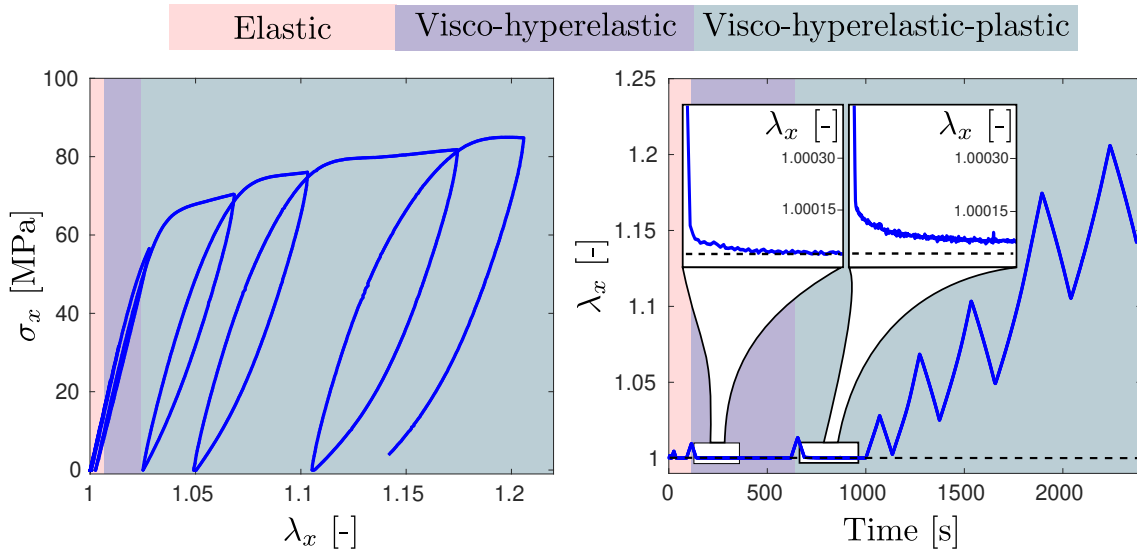 Elastic Visco-hyperelastic Visco-hyperelastic-plastic
100
80
60
40
20
0
σx [MPa]
1 1.05 1.1 1.15 1.2
λx [-]
1.25
1.2
1.15
1.1
1.05
1
λx [-]
λx [-]
1.00030
1.00015
λx [-]
1.00030
1.00015
0 500 1000 1500 2000
Time [s]